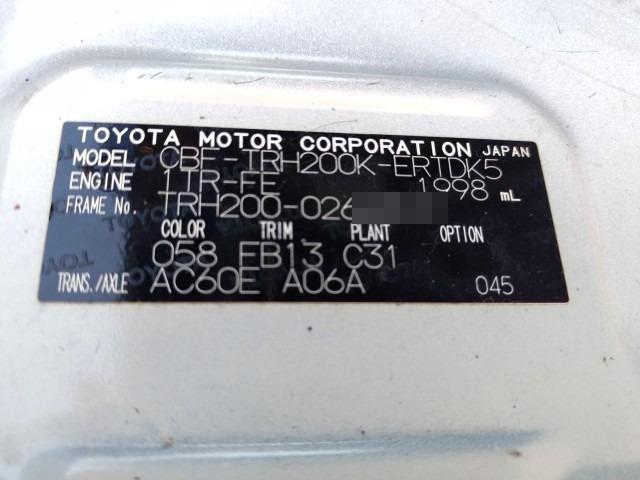 TOYOTA MOTOR CORPORATION JAPAN
MODEL CBF-TRH200K-ERTDK5
ENGINE 1TR-FE 1998 mL
FRAME No. TRH200-026
COLOR TRIM PLANT OPTION
058 EB13 C31
TRANS./AXLE AC60E A06A 045